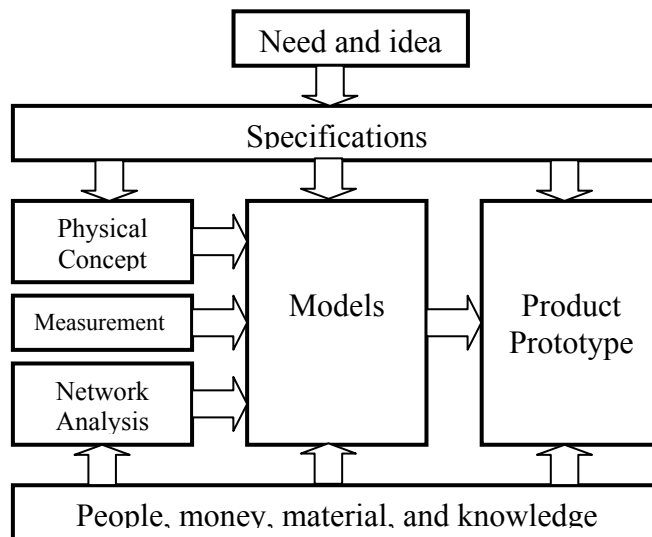 Need and idea
Specifications
Physical
Concept
Measurement
Network
Analysis
Models
Product
Prototype
People, money, material, and knowledge